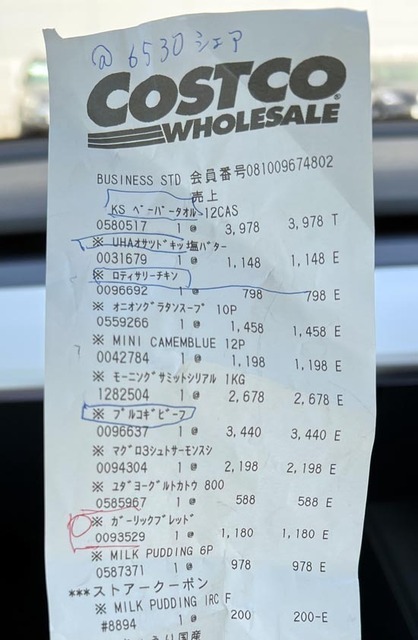 @ 6530 シェア
COSTCO
WHOLESALE
BUSINESS STD 会員番号081009674802
売上
KS ペーパータオル 12CAS
0580517 1 @ 3,978 3,978 T
※ UHAオサツドキッ塩バター
0031679 1 @ 1,148 1,148 E
※ ロティサリーチキン
0096692 1 @ 798 798 E
※ オニオングラタンスープ 10P
0559266 1 @ 1,458 1,458 E
※ MINI CAMEMBLUE 12P
0042784 1 @ 1,198 1,198 E
※ モーニングサミットシリアル 1KG
1282504 1 @ 2,678 2,678 E
※ プルコギビーフ
0096637 1 @ 3,440 3,440 E
※ マグロ3シュトサーモンスシ
0094304 1 @ 2,198 2,198 E
※ ユダヨーグルトカトウ 800
0585967 1 @ 588 588 E
※ ガーリックブレッド
0093529 1 @ 1,180 1,180 E
※ MILK PUDDING 6P
0587371 1 @ 978 978 E
***ストアークーポン
※ MILK PUDDING IRC F
#8894 1 @ 200 200-E
国産